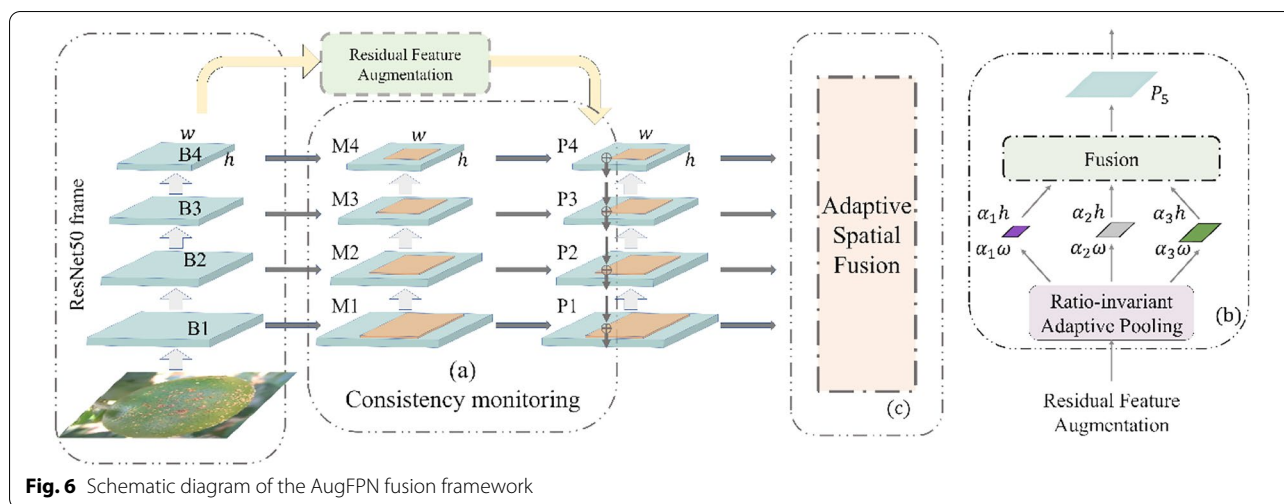 Residual Feature
Augmentation
ResNet50 frame
w
B4
h
B3
B2
B1
M4
w
h
M3
M2
M1
P4
w
h
P3
P2
P1
(a)
Consistency monitoring
Adaptive
Spatial
Fusion
(c)
P₅
Fusion
α₁h
α₁ω
α₂h
α₂ω
α₃h
α₃ω
Ratio-invariant
Adaptive Pooling
(b)
Residual Feature
Augmentation
Fig. 6 Schematic diagram of the AugFPN fusion framework